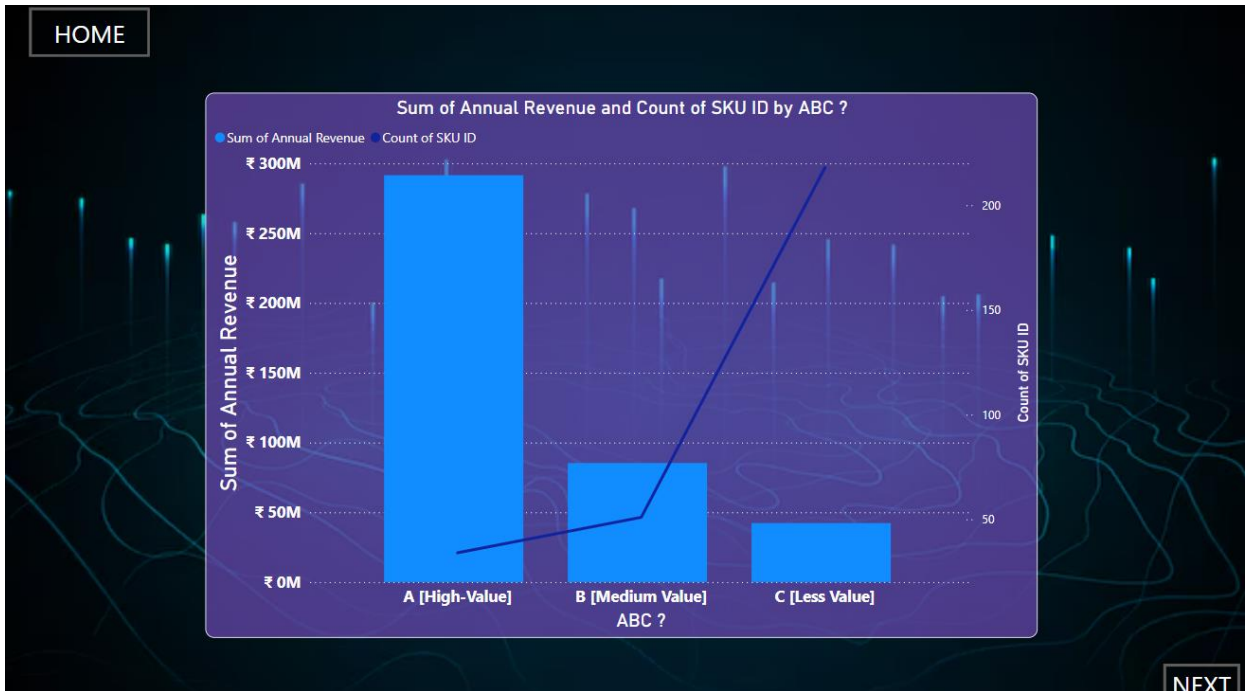 HOME
Sum of Annual Revenue and Count of SKU ID by ABC ?
Sum of Annual Revenue Count of SKU ID
Sum of Annual Revenue
₹ 300M
₹ 250M
₹ 200M
₹ 150M
₹ 100M
₹ 50M
₹ 0M
200
150
100
50
Count of SKU ID
A [High-Value] B [Medium Value] C [Less Value]
ABC ?
NEXT